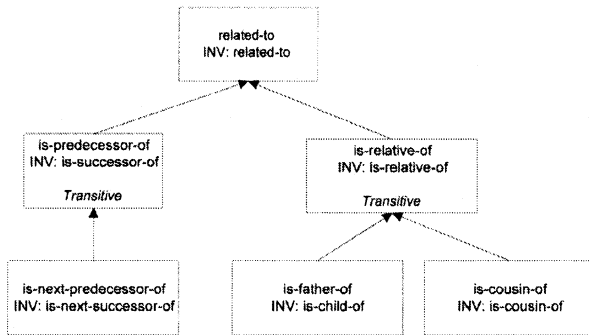 related-to
INV: related-to
is-predecessor-of
INV: is-successor-of
Transitive
is-relative-of
INV: is-relative-of
Transitive
is-next-predecessor-of
INV: is-next-successor-of
is-father-of
INV: is-child-of
is-cousin-of
INV: is-cousin-of